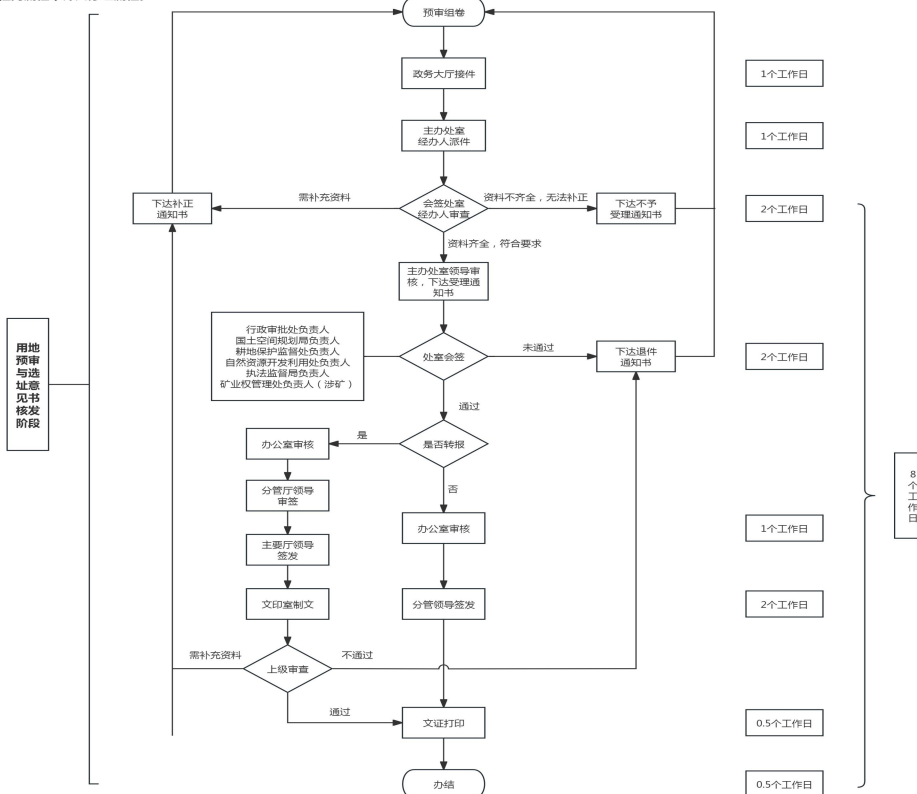 预审组卷
政务大厅接件
1个工作日
主办处室
经办人派件
1个工作日
下达补正
通知书
需补充资料
会签处室
经办人审查
资料不齐全，无法补正
下达不予
受理通知书
2个工作日
资料齐全，符合要求
主办处室领导审
核，下达受理通
知书
行政审批处负责人
国土空间规划局负责人
耕地保护监督处负责人
自然资源开发利用处负责人
执法监督局负责人
矿业权管理处负责人（涉矿）
处室会签
未通过
下达退件
通知书
2个工作日
用地
预审
与选
址意
见书
核发
阶段
通过
办公室审核
是
是否转报
否
分管厅领导
审签
办公室审核
1个工作日
8
个
工
作
日
主要厅领导
签发
文印室制文
分管领导签发
2个工作日
需补充资料
上级审查
不通过
通过
文证打印
0.5个工作日
办结
0.5个工作日